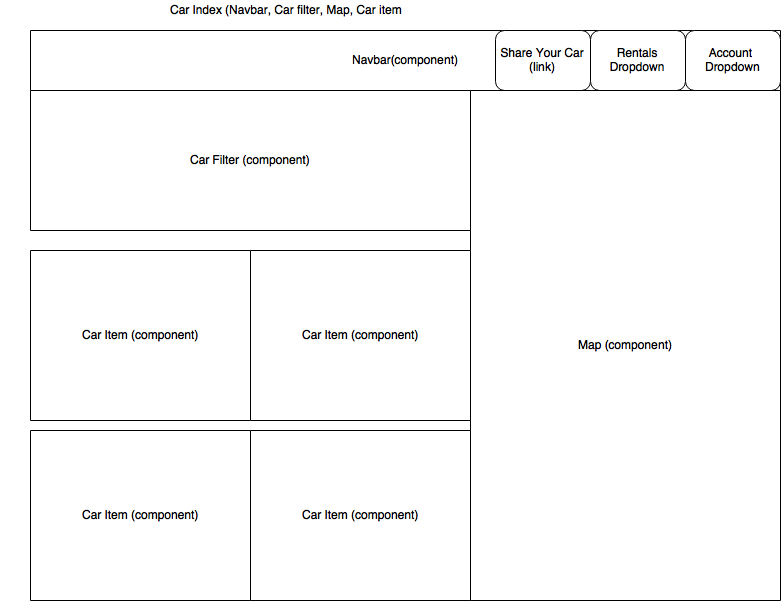 Car Index (Navbar, Car filter, Map, Car item
Navbar(component)
Share Your Car
(link)
Rentals
Dropdown
Account
Dropdown
Car Filter (component)
Car Item (component)
Car Item (component)
Map (component)
Car Item (component)
Car Item (component)